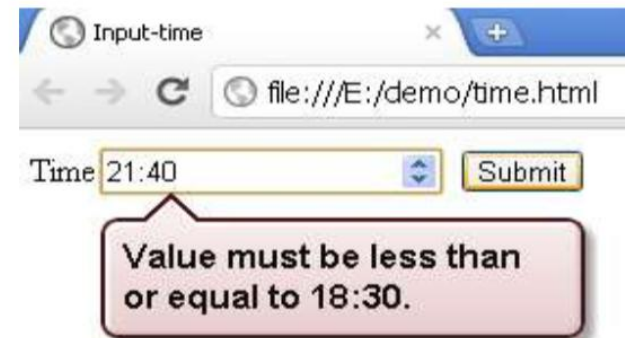 Input-time
file:///E:/demo/time.html
Time 21:40 Submit
Value must be less than
or equal to 18:30.